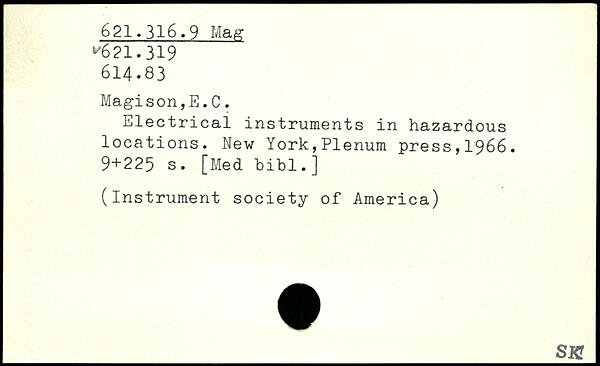 621.316.9 Mag
✓621.319
614.83
Magison,E.C.
Electrical instruments in hazardous
locations. New York,Plenum press,1966.
9+225 s. [Med bibl.]
(Instrument society of America)
SK